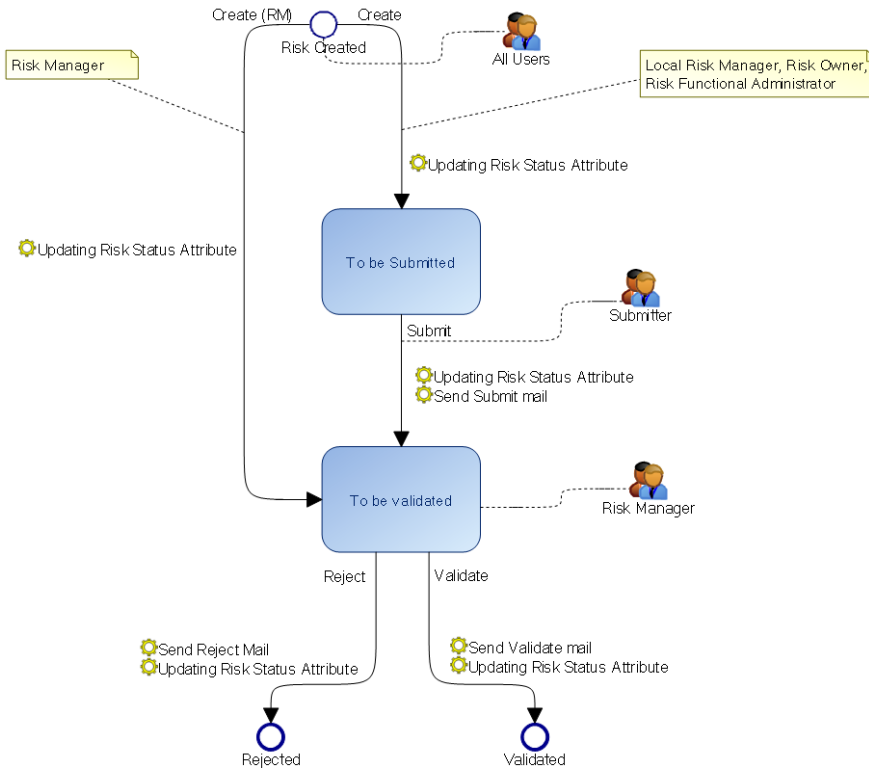 Create (RM)
Create
Risk Created
All Users
Risk Manager
Local Risk Manager, Risk Owner,
Risk Functional Administrator
Updating Risk Status Attribute
Updating Risk Status Attribute
To be Submitted
Submit
Submitter
Updating Risk Status Attribute
Send Submit mail
To be validated
Risk Manager
Reject
Validate
Send Reject Mail
Updating Risk Status Attribute
Send Validate mail
Updating Risk Status Attribute
Rejected
Validated